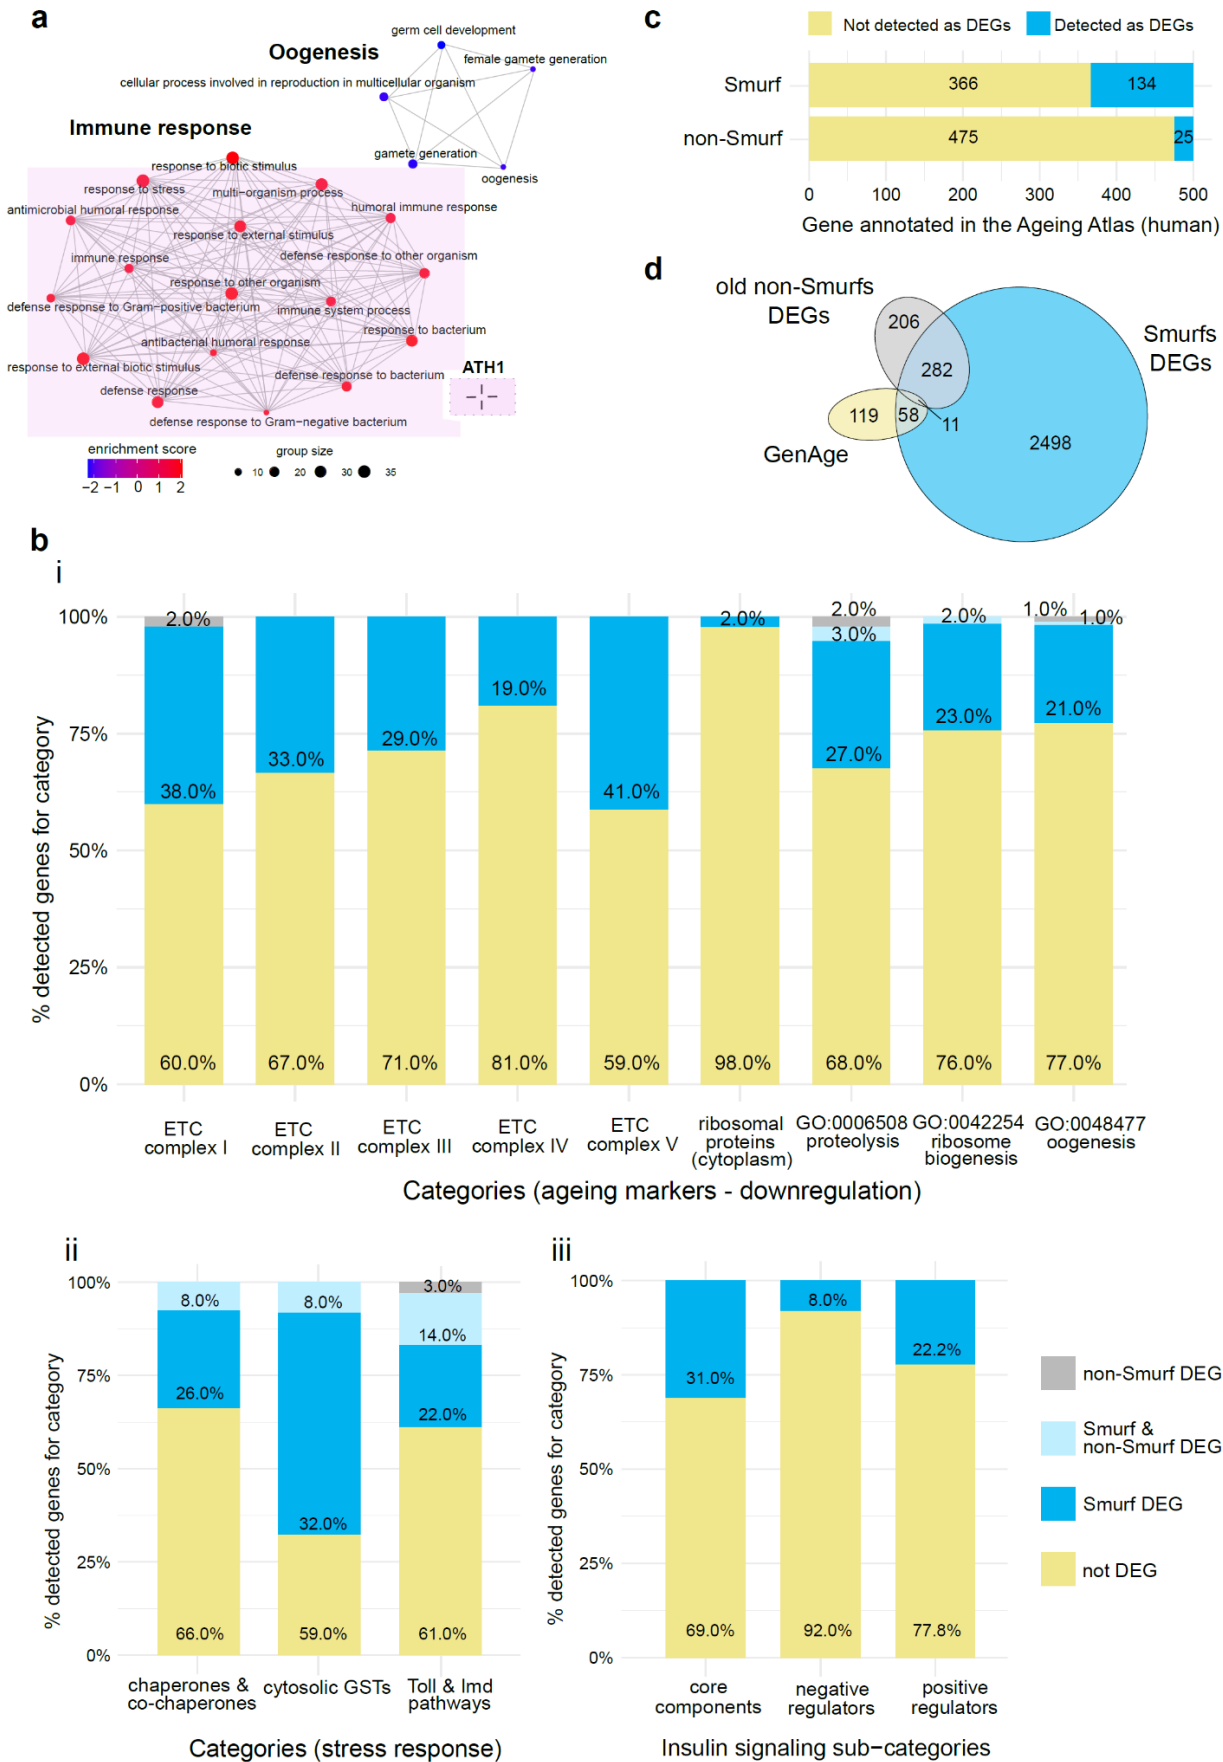 a
Oogenesis
germ cell development
female gamete generation
cellular process involved in reproduction in multicellular organism
gamete generation
oogenesis
Immune response
response to biotic stimulus
response to stress
multi−organism process
antimicrobial humoral response
humoral immune response
response to external stimulus
immune response
defense response to other organism
response to other organism
defense response to Gram−positive bacterium
immune system process
response to bacterium
antibacterial humoral response
response to external biotic stimulus
defense response to bacterium
defense response
defense response to Gram−negative bacterium
ATH1
enrichment score
−2 −1 0 1 2
group size
10 20 30 35
c
Not detected as DEGs Detected as DEGs
Smurf 366 134
non-Smurf 475 25
0 100 200 300 400 500
Gene annotated in the Ageing Atlas (human)
d
old non-Smurfs
DEGs
Smurfs
DEGs
GenAge
206
282
119
58
11
2498
b
i
% detected genes for category
100%
75%
50%
25%
0%
2.0%
38.0%
60.0%
33.0%
67.0%
29.0%
71.0%
19.0%
81.0%
41.0%
59.0%
2.0%
98.0%
2.0%
3.0%
27.0%
68.0%
2.0%
23.0%
76.0%
1.0%
1.0%
21.0%
77.0%
ETC
complex I
ETC
complex II
ETC
complex III
ETC
complex IV
ETC
complex V
ribosomal
proteins
(cytoplasm)
GO:0006508
proteolysis
GO:0042254
ribosome
biogenesis
GO:0048477
oogenesis
Categories (ageing markers - downregulation)
ii
% detected genes for category
100%
75%
50%
25%
0%
8.0%
26.0%
66.0%
8.0%
32.0%
59.0%
3.0%
14.0%
22.0%
61.0%
chaperones &
co−chaperones
cytosolic GSTs
Toll & Imd
pathways
Categories (stress response)
iii
% detected genes for category
100%
75%
50%
25%
0%
31.0%
69.0%
8.0%
92.0%
22.2%
77.8%
core
components
negative
regulators
positive
regulators
Insulin signaling sub−categories
non-Smurf DEG
Smurf &
non-Smurf DEG
Smurf DEG
not DEG